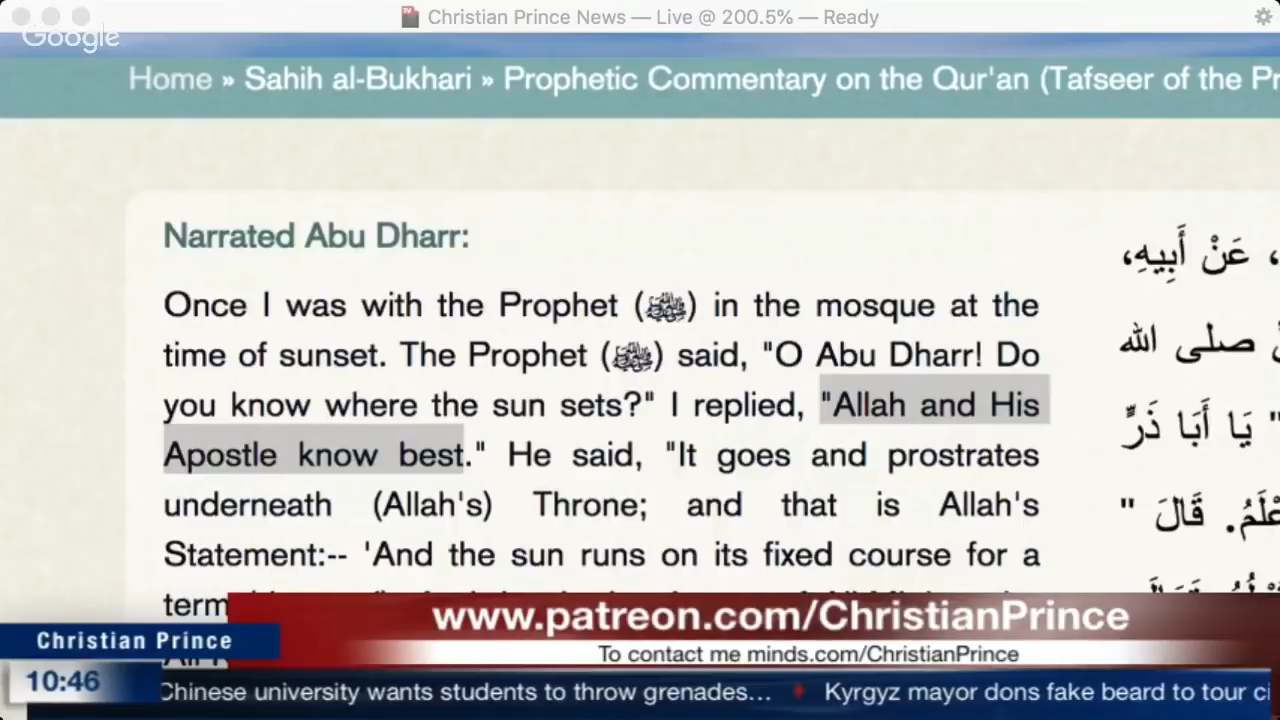 Christian Prince News — Live @ 200.5% — Ready
Google
Home » Sahih al-Bukhari » Prophetic Commentary on the Qur'an (Tafseer of the Pr
Narrated Abu Dharr:
Once I was with the Prophet (ﷺ) in the mosque at the
time of sunset. The Prophet (ﷺ) said, "O Abu Dharr! Do
you know where the sun sets?" I replied, "Allah and His
Apostle know best." He said, "It goes and prostrates
underneath (Allah's) Throne; and that is Allah's
Statement:-- 'And the sun runs on its fixed course for a
term
، عَنْ أَبِيهِ،
صلى الله
" يَا أَبَا ذَرٍّ
قَالَ "
www.patreon.com/ChristianPrince
To contact me minds.com/ChristianPrince
Christian Prince
10:46
Chinese university wants students to throw grenades... Kyrgyz mayor dons fake beard to tour ci